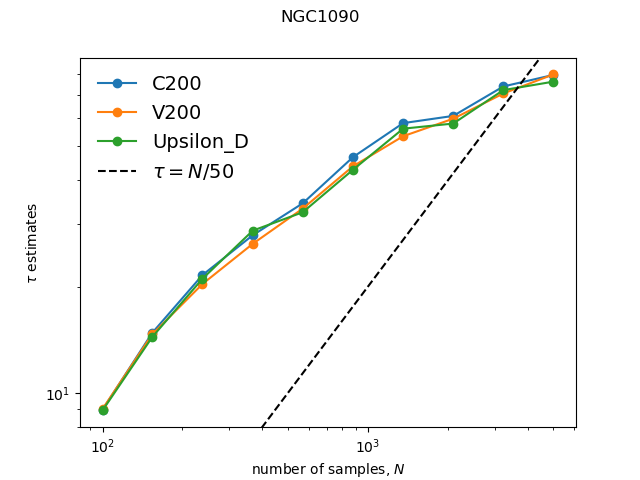 NGC1090
C200
V200
Upsilon_D
τ = N/50
τ estimates
10¹
10² 10³
number of samples, N